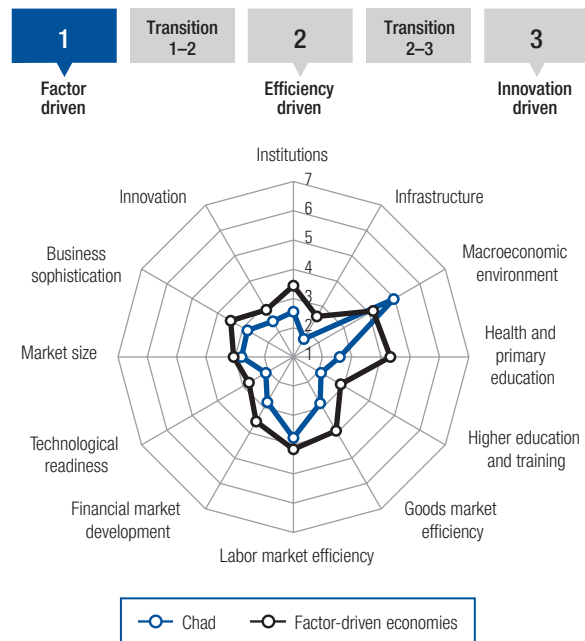 1
Transition
1–2
2
Transition
2–3
3
Factor
driven
Efficiency
driven
Innovation
driven
Institutions
Infrastructure
Macroeconomic
environment
Health and
primary
education
Higher education
and training
Goods market
efficiency
Labor market efficiency
Financial market
development
Technological
readiness
Market size
Business
sophistication
Innovation
7
6
5
4
3
2
1
Chad
Factor-driven economies